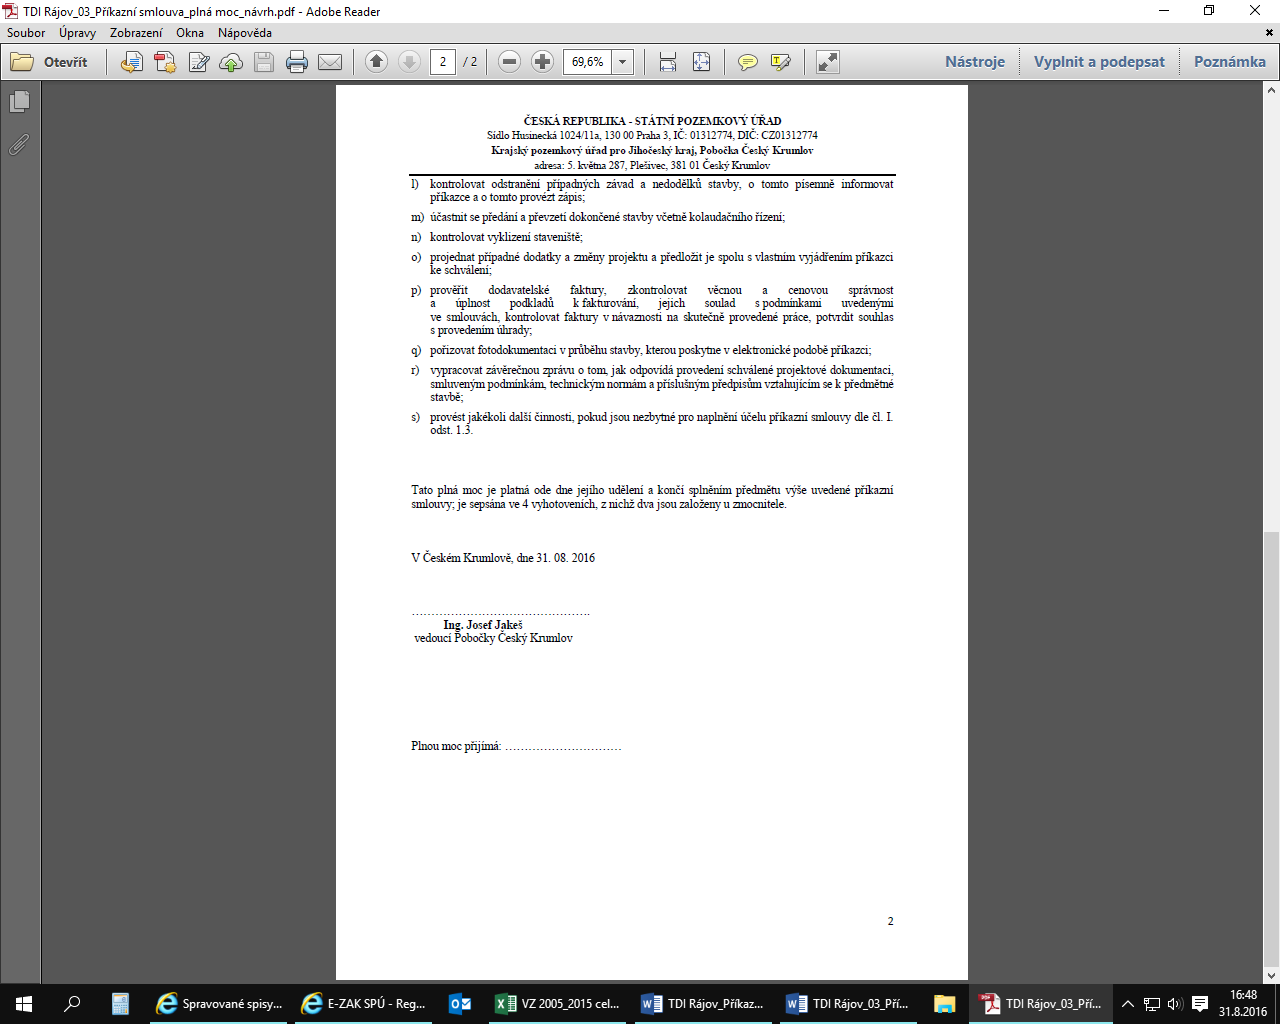 TDI Rájov_03_Příkazní smlouva_plná moc_návrh.pdf - Adobe Reader
Soubor Úpravy Zobrazení Okna Nápověda
Otevřít 2 / 2 69,6% Nástroje Vyplnit a podepsat Poznámka
ČESKÁ REPUBLIKA - STÁTNÍ POZEMKOVÝ ÚŘAD
Sídlo Husinecká 1024/11a, 130 00 Praha 3, IČ: 01312774, DIČ: CZ01312774
Krajský pozemkový úřad pro Jihočeský kraj, Pobočka Český Krumlov
adresa: 5. května 287, Plešivec, 381 01 Český Krumlov
l) kontrolovat odstranění případných závad a nedodělků stavby, o tomto písemně informovat
příkazce a o tomto provézt zápis;
m) účastnit se předání a převzetí dokončené stavby včetně kolaudačního řízení;
n) kontrolovat vyklizení staveniště;
o) projednat případné dodatky a změny projektu a předložit je spolu s vlastním vyjádřením příkazci
ke schválení;
p) prověřit dodavatelské faktury, zkontrolovat věcnou a cenovou správnost
a úplnost podkladů k fakturování, jejich soulad s podmínkami uvedenými
ve smlouvách, kontrolovat faktury v návaznosti na skutečně provedené práce, potvrdit souhlas
s provedením úhrady;
q) pořizovat fotodokumentaci v průběhu stavby, kterou poskytne v elektronické podobě příkazci;
r) vypracovat závěrečnou zprávu o tom, jak odpovídá provedení schválené projektové dokumentaci,
smluveným podmínkám, technickým normám a příslušným předpisům vztahujícím se k předmětné
stavbě;
s) provést jakékoli další činnosti, pokud jsou nezbytné pro naplnění účelu příkazní smlouvy dle čl. I.
odst. 1.3.
Tato plná moc je platná ode dne jejího udělení a končí splněním předmětu výše uvedené příkazní
smlouvy; je sepsána ve 4 vyhotoveních, z nichž dva jsou založeny u zmocnitele.
V Českém Krumlově, dne 31. 08. 2016
……………………………………….
Ing. Josef Jakeš
vedoucí Pobočky Český Krumlov
Plnou moc přijímá: …………………………
2
Spravované spisy... E-ZAK SPÚ - Reg... VZ 2005_2015 cel... TDI Rájov_Příkaz... TDI Rájov_03_Pří... TDI Rájov_03_Pří... 16:48
31.8.2016